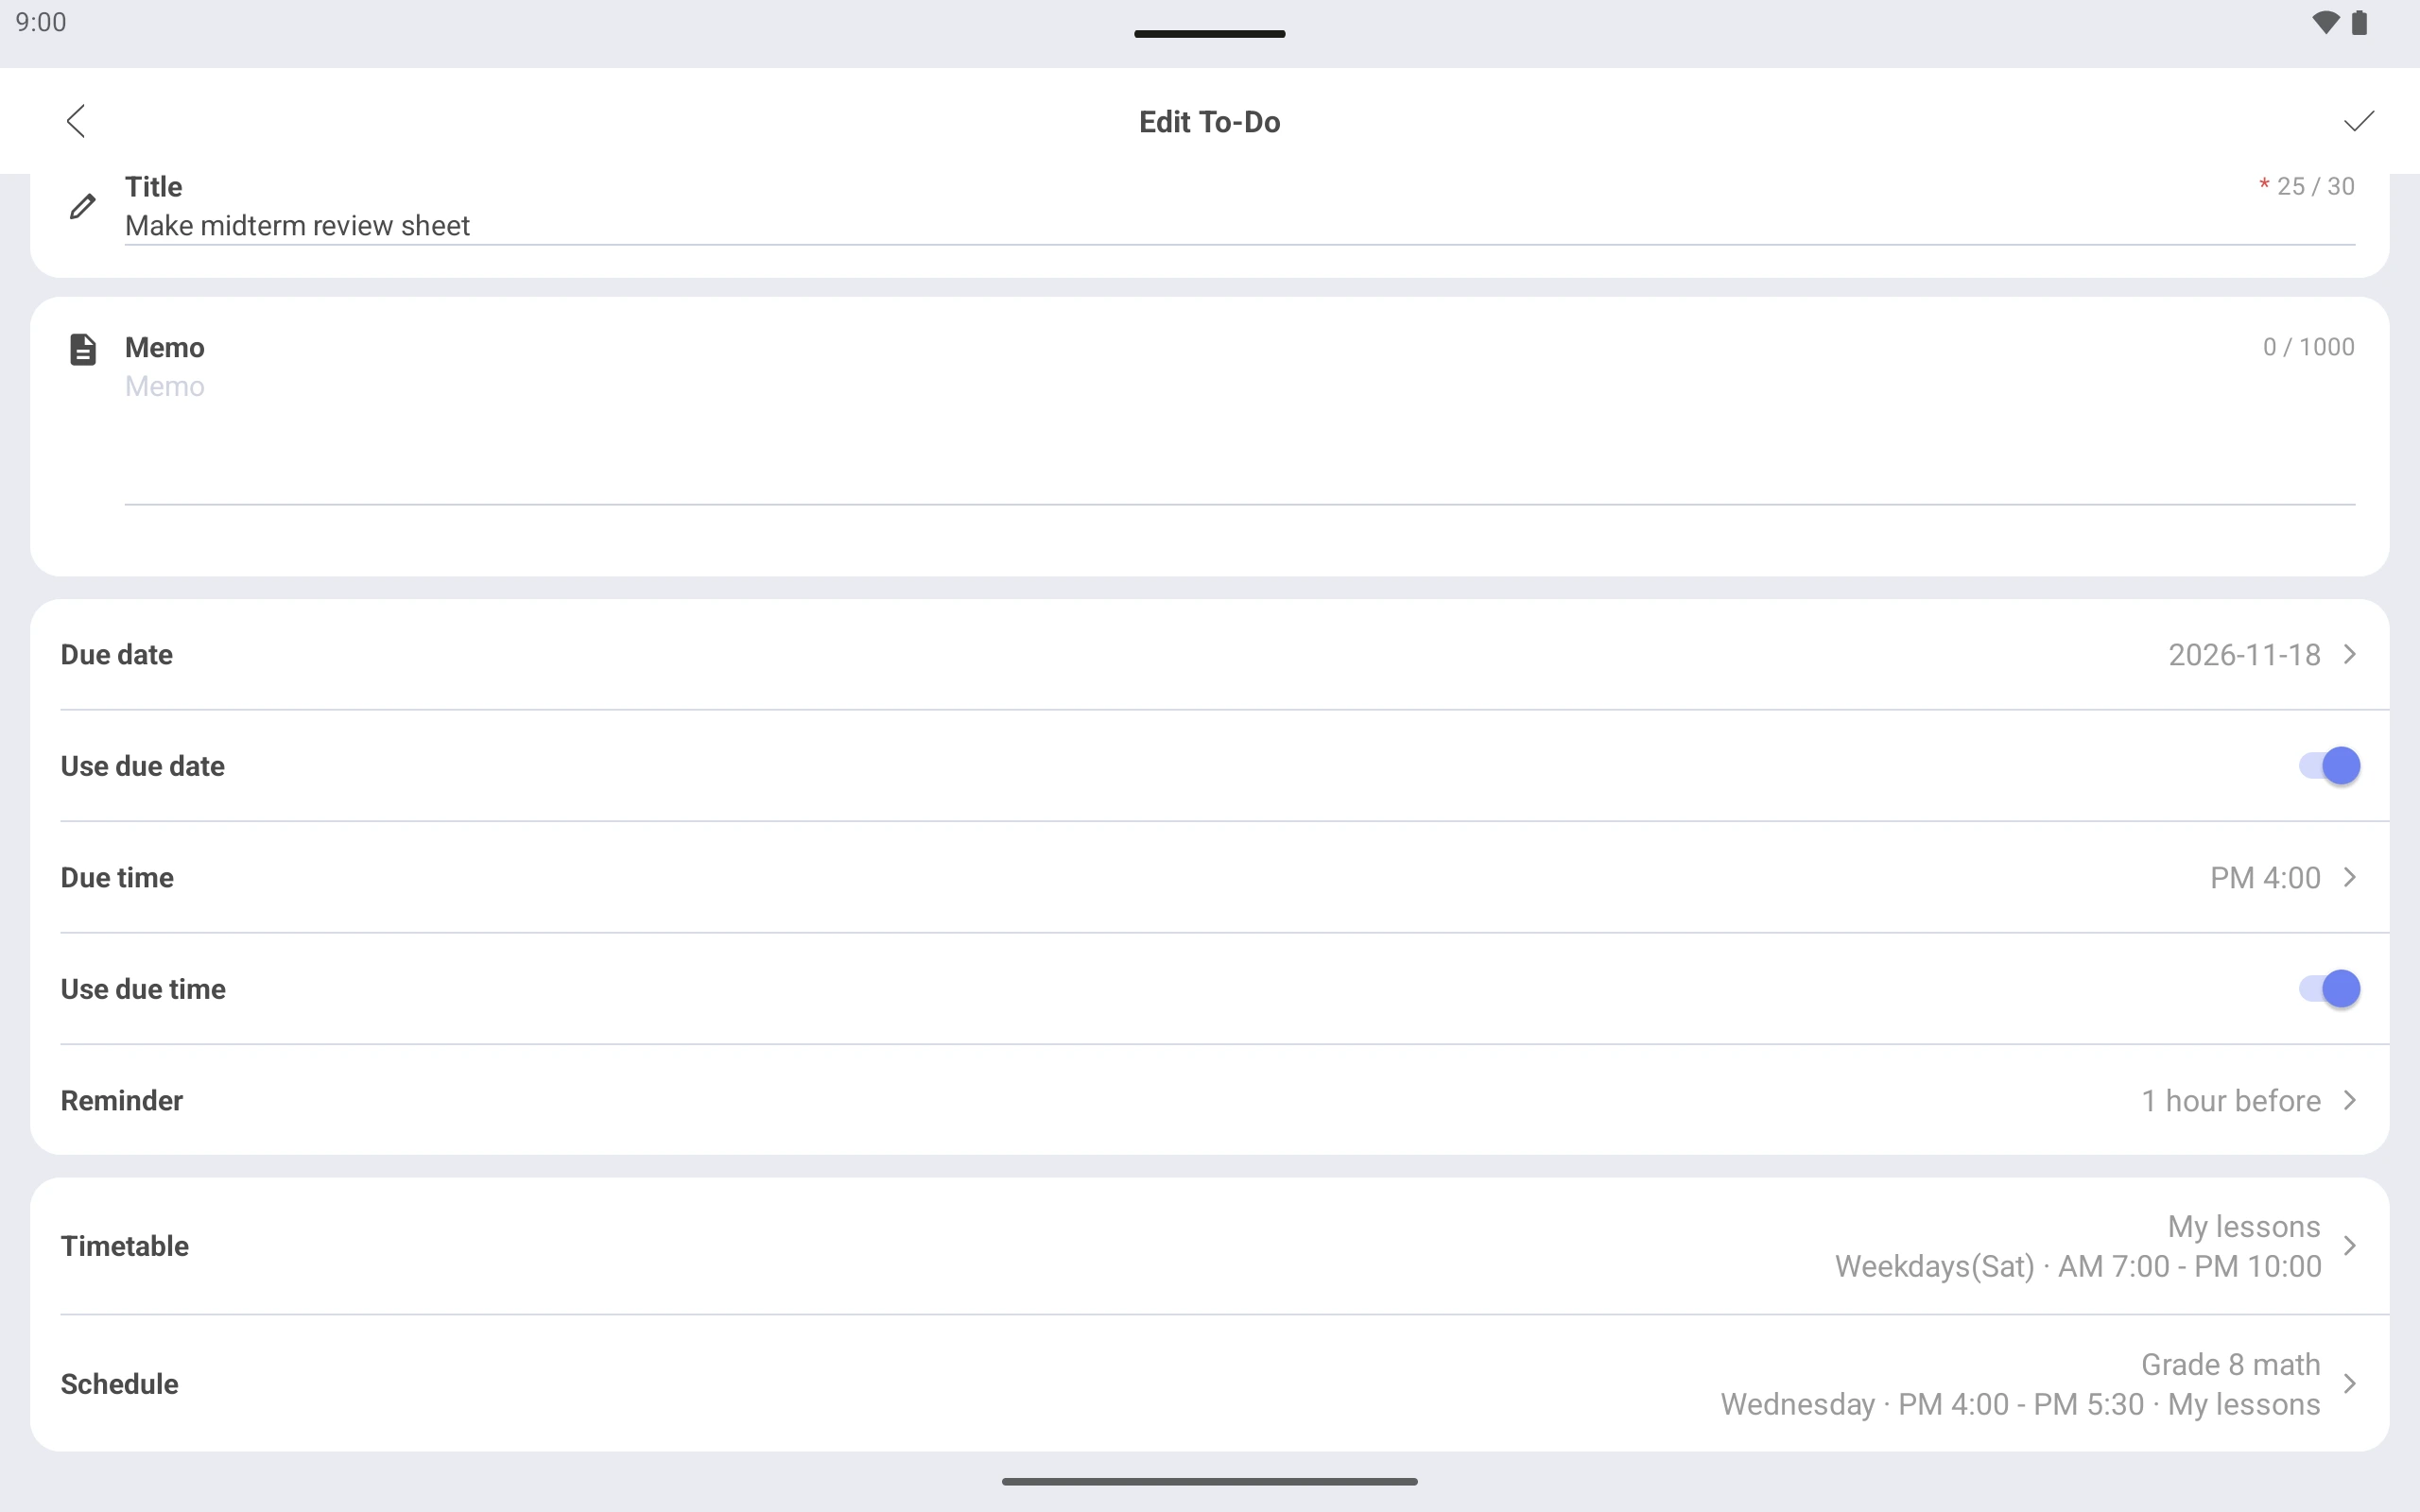 9:00
Edit To-Do
Title
* 25 / 30
Make midterm review sheet
Memo
0 / 1000
Memo
Due date
2026-11-18
Use due date
Due time
PM 4:00
Use due time
Reminder
1 hour before
Timetable
My lessons
Weekdays(Sat) · AM 7:00 - PM 10:00
Schedule
Grade 8 math
Wednesday · PM 4:00 - PM 5:30 · My lessons